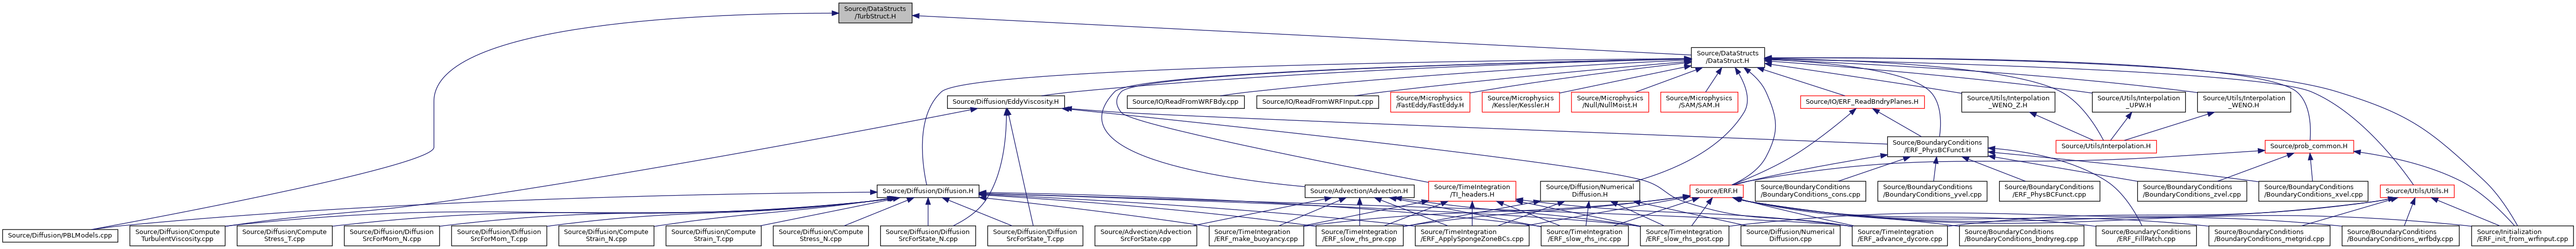 Source/DataStructs
/TurbStruct.H
Source/DataStructs
/DataStruct.H
Source/Diffusion/EddyViscosity.H
Source/IO/ReadFromWRFBdy.cpp
Source/IO/ReadFromWRFInput.cpp
Source/Microphysics
/FastEddy/FastEddy.H
Source/Microphysics
/Kessler/Kessler.H
Source/Microphysics
/Null/NullMoist.H
Source/Microphysics
/SAM/SAM.H
Source/IO/ERF_ReadBndryPlanes.H
Source/Utils/Interpolation
_WENO_Z.H
Source/Utils/Interpolation
_UPW.H
Source/Utils/Interpolation
_WENO.H
Source/BoundaryConditions
/ERF_PhysBCFunct.H
Source/Utils/Interpolation.H
Source/prob_common.H
Source/Diffusion/Diffusion.H
Source/Advection/Advection.H
Source/TimeIntegration
/TI_headers.H
Source/Diffusion/Numerical
Diffusion.H
Source/ERF.H
Source/BoundaryConditions
/BoundaryConditions_cons.cpp
Source/BoundaryConditions
/BoundaryConditions_yvel.cpp
Source/BoundaryConditions
/ERF_PhysBCFunct.cpp
Source/BoundaryConditions
/BoundaryConditions_zvel.cpp
Source/BoundaryConditions
/BoundaryConditions_xvel.cpp
Source/Utils/Utils.H
Source/Diffusion/PBLModels.cpp
Source/Diffusion/Compute
TurbulentViscosity.cpp
Source/Diffusion/Compute
Stress_T.cpp
Source/Diffusion/Diffusion
SrcForMom_N.cpp
Source/Diffusion/Diffusion
SrcForMom_T.cpp
Source/Diffusion/Compute
Strain_N.cpp
Source/Diffusion/Compute
Strain_T.cpp
Source/Diffusion/Compute
Stress_N.cpp
Source/Diffusion/Diffusion
SrcForState_N.cpp
Source/Diffusion/Diffusion
SrcForState_T.cpp
Source/Advection/Advection
SrcForState.cpp
Source/TimeIntegration
/ERF_make_buoyancy.cpp
Source/TimeIntegration
/ERF_slow_rhs_pre.cpp
Source/TimeIntegration
/ERF_ApplySpongeZoneBCs.cpp
Source/TimeIntegration
/ERF_slow_rhs_inc.cpp
Source/TimeIntegration
/ERF_slow_rhs_post.cpp
Source/Diffusion/Numerical
Diffusion.cpp
Source/TimeIntegration
/ERF_advance_dycore.cpp
Source/BoundaryConditions
/BoundaryConditions_bndryreg.cpp
Source/BoundaryConditions
/ERF_FillPatch.cpp
Source/BoundaryConditions
/BoundaryConditions_metgrid.cpp
Source/BoundaryConditions
/BoundaryConditions_wrfbdy.cpp
Source/Initialization
/ERF_init_from_wrfinput.cpp